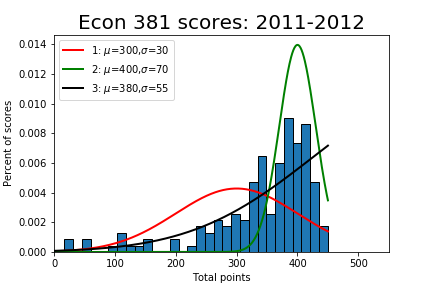 Econ 381 scores: 2011-2012
1: μ=300,σ=30
2: μ=400,σ=70
3: μ=380,σ=55
Percent of scores
0.014
0.012
0.010
0.008
0.006
0.004
0.002
0.000
0 100 200 300 400 500
Total points